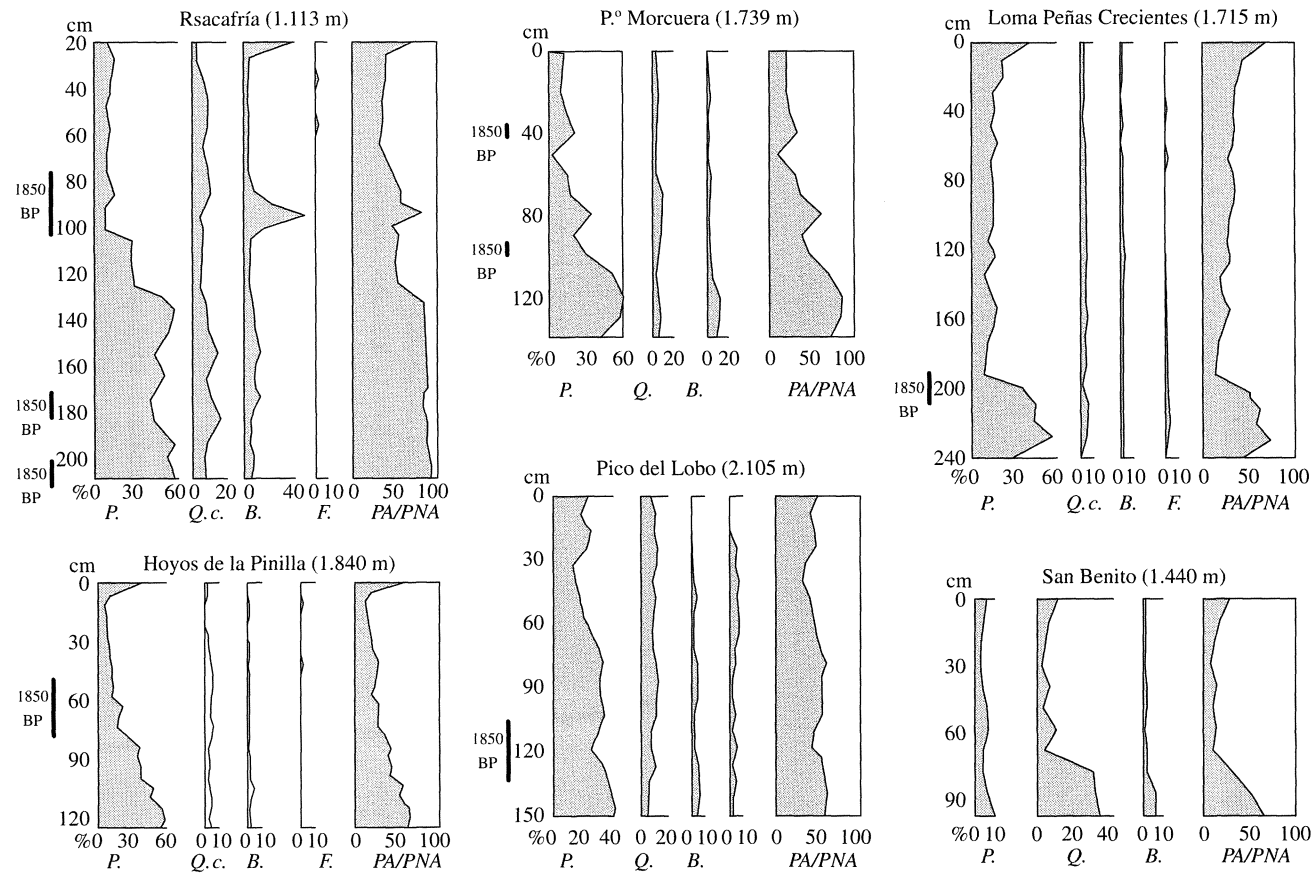 Rsacafría (1.113 m)
cm
20
40
60
80
100
120
140
160
180
200
1850
BP
1850
BP
1850
BP
%0 30 60 0 20 0 40 0 10 0 50 100
P. Q.c. B. F. PA/PNA
P.º Morcuera (1.739 m)
cm
0
40
80
120
1850
BP
1850
BP
%0 30 60 0 20 0 20 0 50 100
P. Q. B. PA/PNA
Loma Peñas Crecientes (1.715 m)
cm
0
40
80
120
160
200
240
1850
BP
%0 30 60 0 10 0 10 0 10 0 50 100
P. Q.c. B. F. PA/PNA
Hoyos de la Pinilla (1.840 m)
cm
0
30
60
90
120
1850
BP
0 30 60 0 10 0 10 0 10 0 50 100
P. Q.c. B. F. PA/PNA
Pico del Lobo (2.105 m)
cm
0
30
60
90
120
150
1850
BP
0 20 40 0 10 0 10 0 10 0 50 100
P. Q. B. PA/PNA
San Benito (1.440 m)
cm
0
30
60
90
%0 10 0 20 40 0 10 0 50 100
P. Q. B. PA/PNA